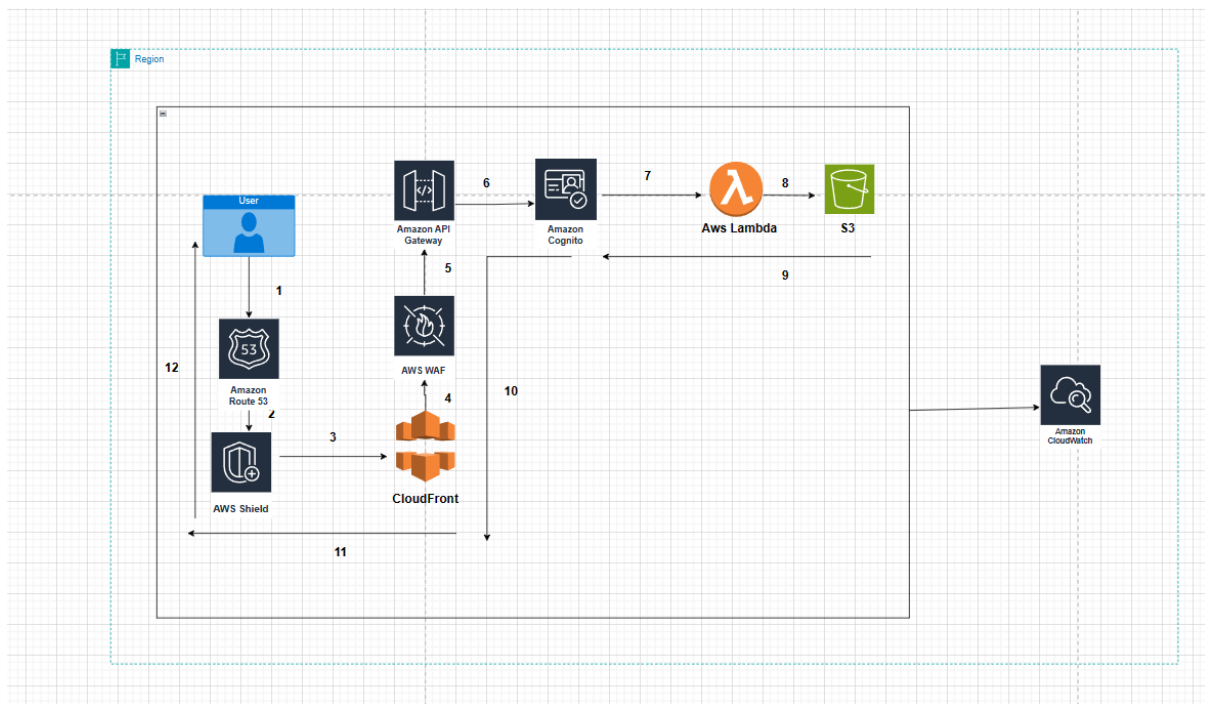 Region
User
1
53
Amazon
Route 53
2
AWS Shield
3
CloudFront
4
AWS WAF
5
Amazon API
Gateway
6
Amazon
Cognito
7
Aws Lambda
8
S3
9
10
11
12
Amazon
CloudWatch